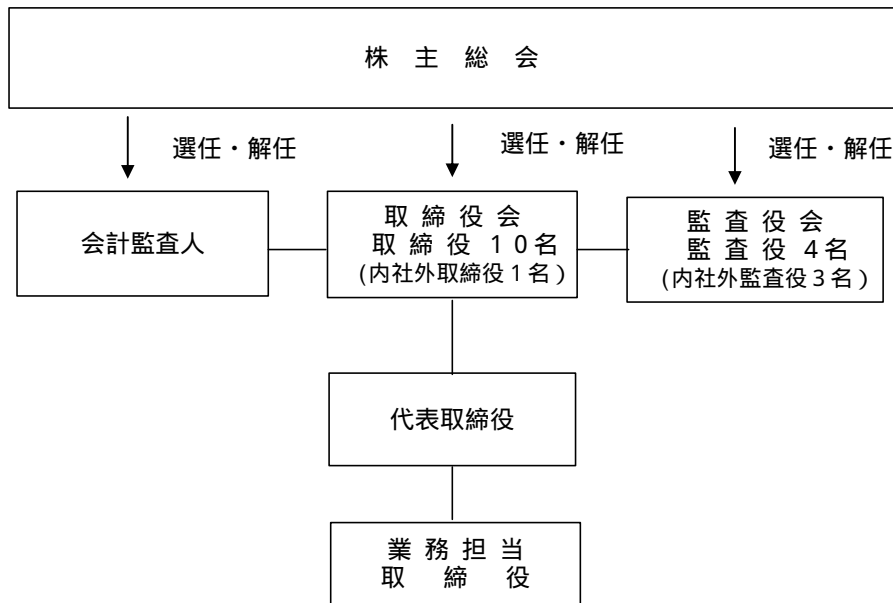 株 主 総 会
選任・解任
選任・解任
選任・解任
会計監査人
取 締 役 会
取 締 役 １０名
(内社外取締役１名)
監 査 役 会
監 査 役 ４名
(内社外監査役３名)
代表取締役
業 務 担 当
取 締 役